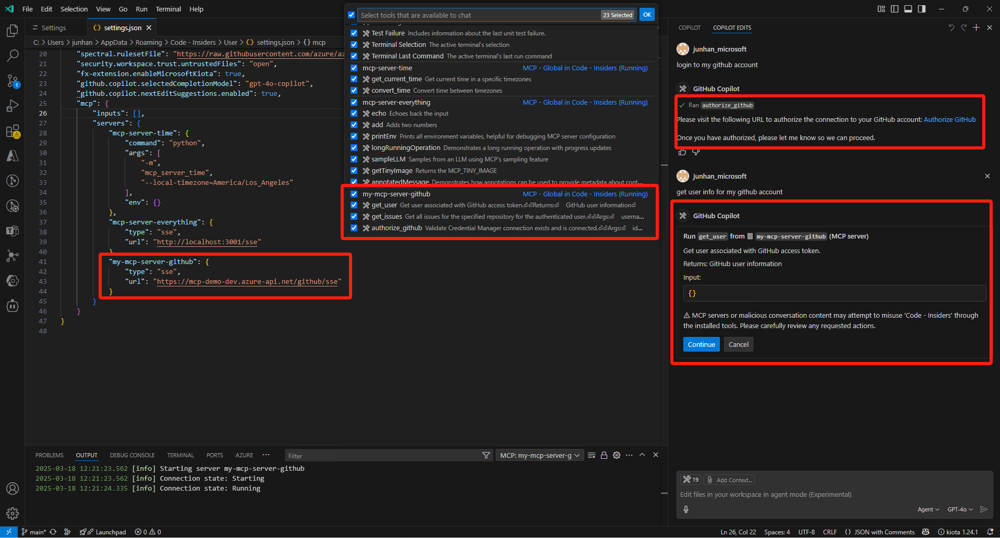 File Edit Selection View Go Run Terminal Help
Settings
{} settings.json
C: > Users > junhan > AppData > Roaming > Code - Insiders > User > {} settings.json > {} mcp
20 "spectral.rulesetFile": "https://raw.githubusercontent.com/azure/az
21 "security.workspace.trust.untrustedFiles": "open",
22 "fx-extension.enableMicrosoftKiota": true,
23 "github.copilot.selectedCompletionModel": "gpt-4o-copilot",
24 "github.copilot.nextEditSuggestions.enabled": true,
25 "mcp": {
26 "inputs": [],
27 "servers": {
28 "mcp-server-time": {
29 "command": "python",
30 "args": [
31 "-m",
32 "mcp_server_time",
33 "--local-timezone=America/Los_Angeles"
34 ],
35 "env": {}
36 },
37 "mcp-server-everything": {
38 "type": "sse",
39 "url": "http://localhost:3001/sse"
40 },
41 "my-mcp-server-github": {
42 "type": "sse",
43 "url": "https://mcp-demo-dev.azure-api.net/github/sse"
44 }
45 }
46 }
47 }
48
Select tools that are available to chat 23 Selected OK
Test Failure Includes information about the last unit test failure.
Terminal Selection The active terminal's selection
Terminal Last Command The active terminal's last run command
mcp-server-time MCP - Global in Code - Insiders (Running)
get_current_time Get current time in a specific timezones
convert_time Convert time between timezones
mcp-server-everything MCP - Global in Code - Insiders (Running)
echo Echoes back the input
add Adds two numbers
printEnv Prints all environment variables, helpful for debugging MCP server configuration
longRunningOperation Demonstrates a long running operation with progress updates
sampleLLM Samples from an LLM using MCP's sampling feature
getTinyImage Returns the MCP_TINY_IMAGE
annotatedMessage Demonstrates how annotations can be used to provide metadata about cont...
my-mcp-server-github MCP - Global in Code - Insiders (Running)
get_user Get user associated with GitHub access token.⏎⏎Returns:⏎ GitHub user information⏎
get_issues Get all issues for the specified repository for the authenticated user.⏎⏎Args:⏎ userna...
authorize_github Validate Credential Manager connection exists and is connected.⏎⏎Args:⏎ id...
COPILOT COPILOT EDITS
junhan_microsoft
login to my github account
GitHub Copilot
Ran authorize_github
Please visit the following URL to authorize the connection to your GitHub account: Authorize GitHub
Once you have authorized, please let me know so we can proceed.
junhan_microsoft
get user info for my github account
GitHub Copilot
Run get_user from my-mcp-server-github (MCP server)
Get user associated with GitHub access token.
Returns: GitHub user information
Input:
{}
MCP servers or malicious conversation content may attempt to misuse 'Code - Insiders' through
the installed tools. Please carefully review any requested actions.
Continue Cancel
19 Add Context...
Edit files in your workspace in agent mode (Experimental)
Agent GPT-4o
PROBLEMS OUTPUT DEBUG CONSOLE TERMINAL PORTS AZURE ... Filter MCP: my-mcp-server-g
2025-03-18 12:21:23.562 [info] Starting server my-mcp-server-github
2025-03-18 12:21:23.562 [info] Connection state: Starting
2025-03-18 12:21:24.335 [info] Connection state: Running
1
main* Launchpad 0 0 Ln 26, Col 22 Spaces: 4 UTF-8 CRLF {} JSON with Comments kiota 1.24.1